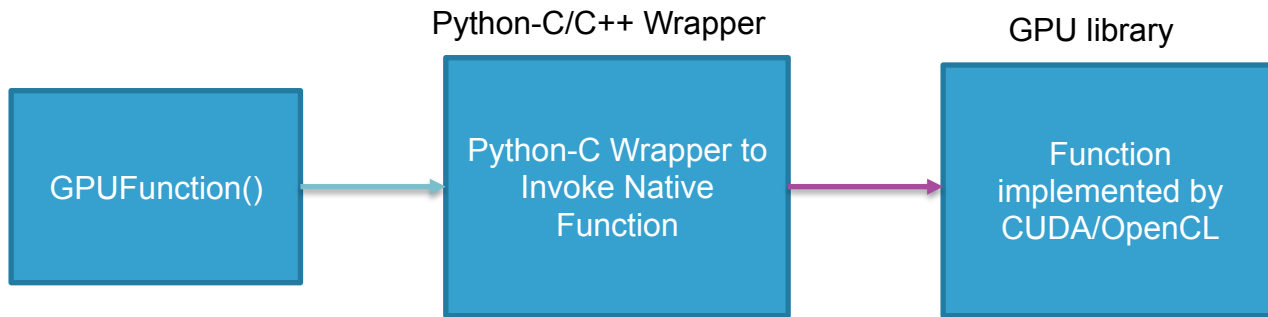 Python-C/C++ Wrapper
GPU library
GPUFunction()
Python-C Wrapper to
Invoke Native
Function
Function
implemented by
CUDA/OpenCL